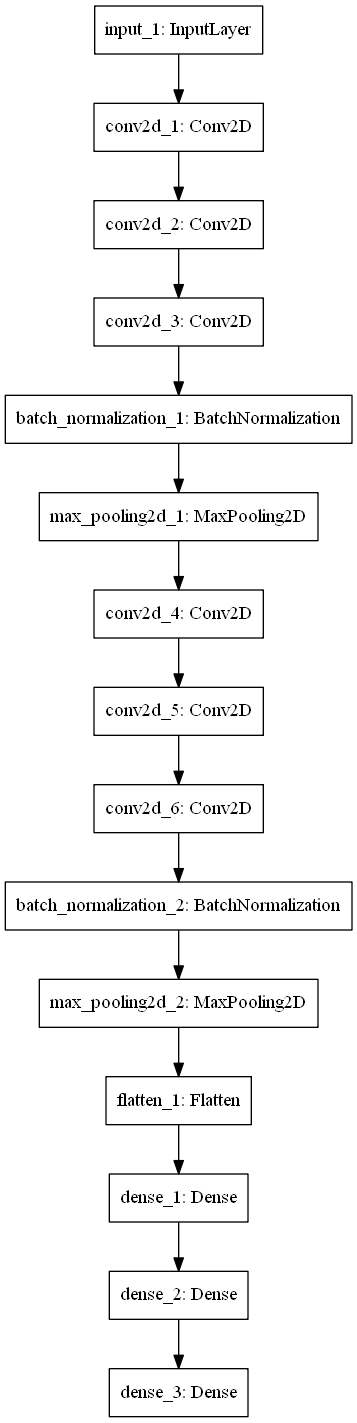 input_1: InputLayer
conv2d_1: Conv2D
conv2d_2: Conv2D
conv2d_3: Conv2D
batch_normalization_1: BatchNormalization
max_pooling2d_1: MaxPooling2D
conv2d_4: Conv2D
conv2d_5: Conv2D
conv2d_6: Conv2D
batch_normalization_2: BatchNormalization
max_pooling2d_2: MaxPooling2D
flatten_1: Flatten
dense_1: Dense
dense_2: Dense
dense_3: Dense